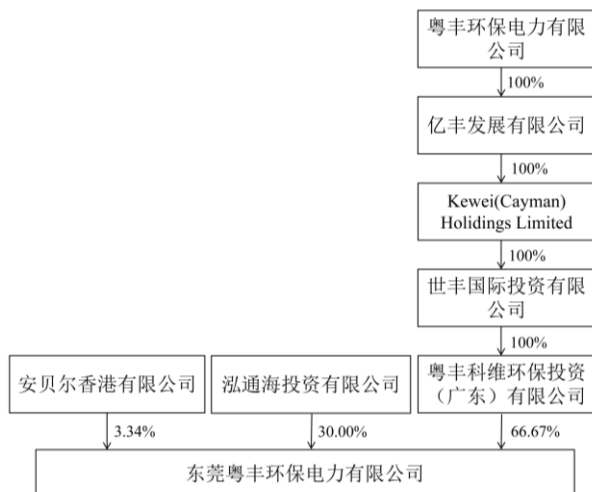 粤丰环保电力有限
公司
100%
亿丰发展有限公司
100%
Kewei(Cayman)
Holidings Limited
100%
世丰国际投资有限
公司
100%
安贝尔香港有限公司
泓通海投资有限公司
粤丰科维环保投资
（广东）有限公司
3.34%
30.00%
66.67%
东莞粤丰环保电力有限公司